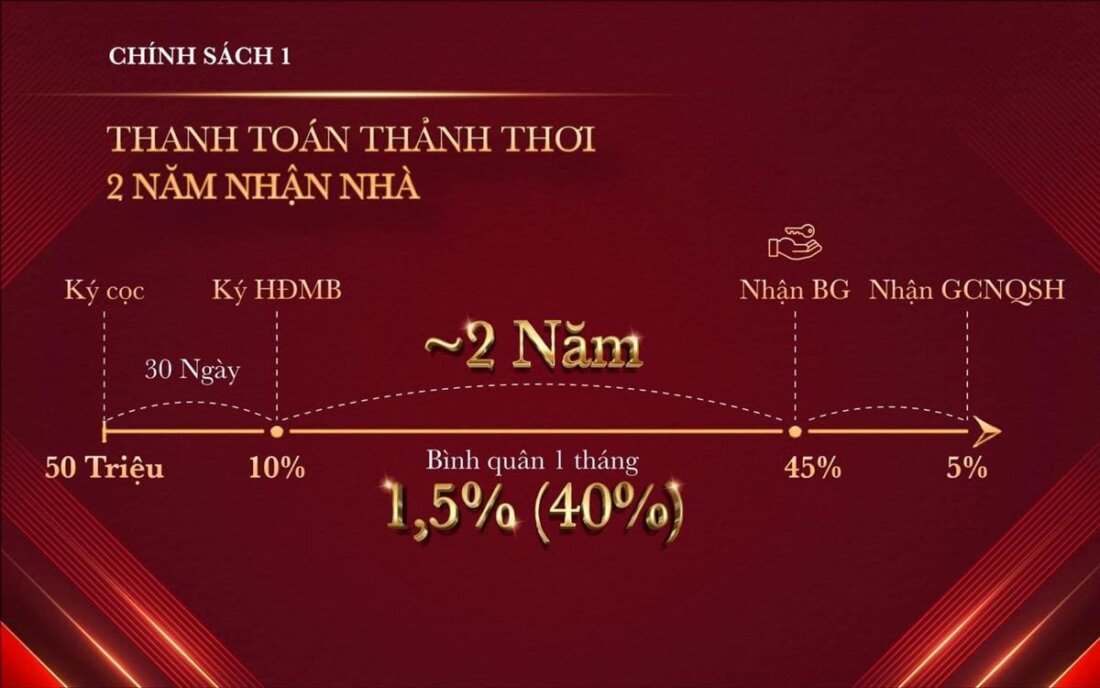 CHÍNH SÁCH 1
THANH TOÁN THẢNH THƠI
2 NĂM NHẬN NHÀ
Ký cọc
Ký HĐMB
Nhận BG
Nhận GCNQSH
~2 Năm
30 Ngày
50 Triệu
10%
Bình quân 1 tháng
1,5% (40%)
45%
5%